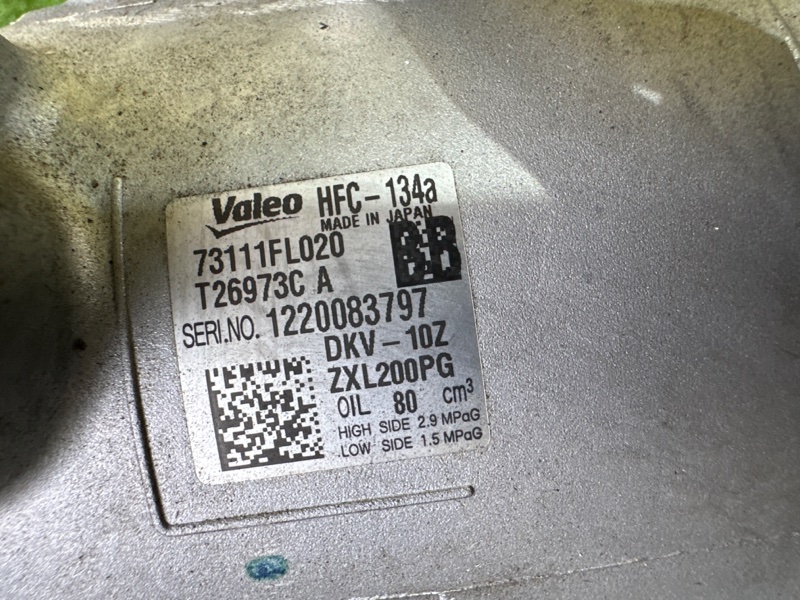 Valeo HFC-134a
MADE IN JAPAN
73111FL020
BB
T26973C A
SERI.NO. 1220083797
DKV-10Z
ZXL200PG
OIL 80 cm³
HIGH SIDE 2.9 MPaG
LOW SIDE 1.5 MPaG